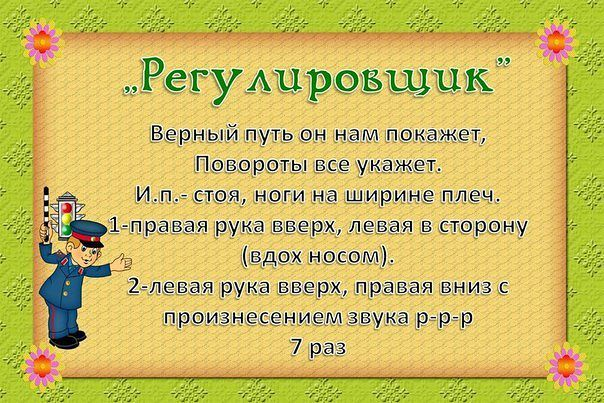 „Регулировщик”
Верный путь он нам покажет,
Повороты все укажет.
И.п.- стоя, ноги на ширине плеч.
1-правая рука вверх, левая в сторону
(вдох носом).
2-левая рука вверх, правая вниз с
произнесением звука р-р-р
7 раз